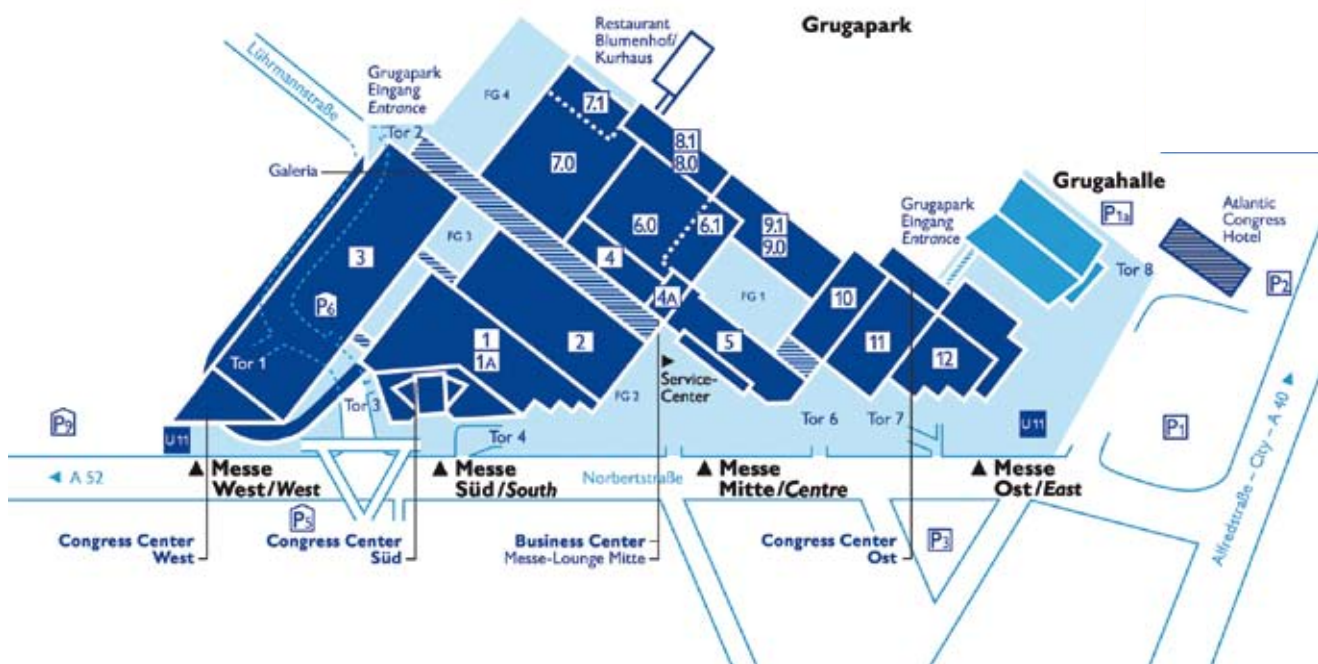 Grugapark
Restaurant
Blumenhof/
Kurhaus
Lührmannstraße
Grugapark
Eingang
Entrance
FG 4
7.1
Tor 2
8.1
8.0
7.0
Galeria
Grugahalle
P1a
Atlantic
Congress
Hotel
Grugapark
Eingang
Entrance
6.0
6.1
9.1
9.0
FG 3
3
4
Tor 8
P2
P6
4A
FG 1
10
1
1A
2
5
11
12
Tor 1
Service-
Center
FG 2
Tor 3
P9
U11
Tor 4
Tor 6
Tor 7
U11
P1
A 52
Messe
West/West
Messe
Süd/South
Norbertstraße
Messe
Mitte/Centre
Messe
Ost/East
Alfredstraße – City – A 40
P5
P3
Congress Center
West
Congress Center
Süd
Business Center
Messe-Lounge Mitte
Congress Center
Ost